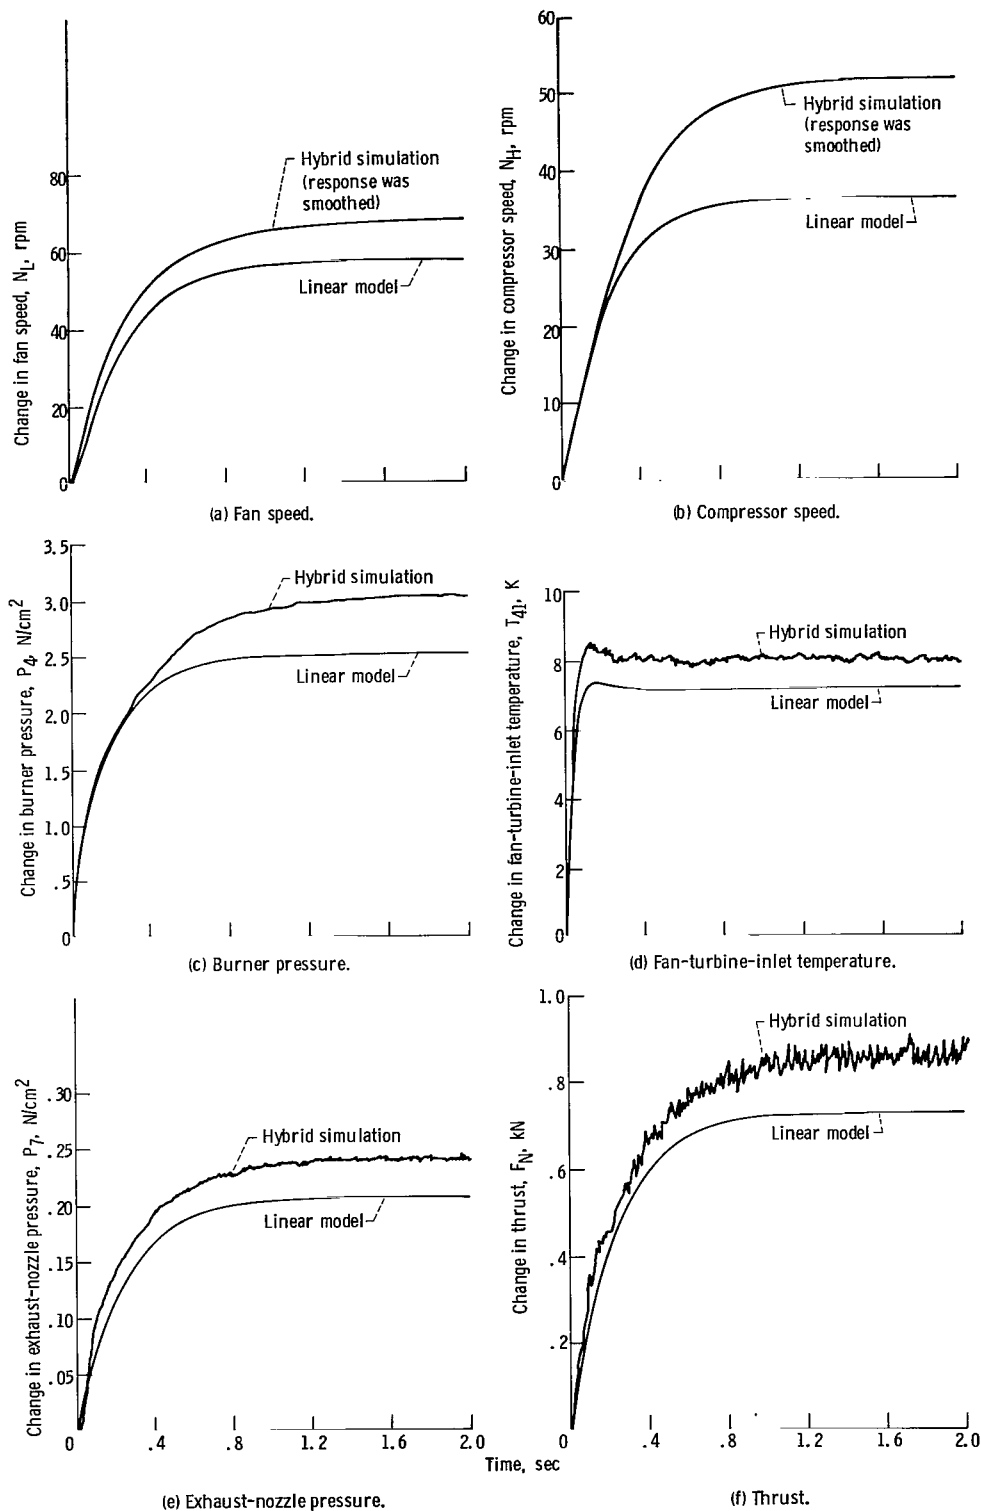 80
60
40
20
0
Change in fan speed, N_L, rpm
Hybrid simulation
(response was
smoothed)
Linear model
(a) Fan speed.
60
50
40
30
20
10
0
Change in compressor speed, N_H, rpm
Hybrid simulation
(response was
smoothed)
Linear model
(b) Compressor speed.
3.5
3.0
2.5
2.0
1.5
1.0
.5
0
Change in burner pressure, P_4, N/cm^2
Hybrid simulation
Linear model
(c) Burner pressure.
10
8
6
4
2
0
Change in fan-turbine-inlet temperature, T_41, K
Hybrid simulation
Linear model
(d) Fan-turbine-inlet temperature.
.30
.25
.20
.15
.10
.05
Change in exhaust-nozzle pressure, P_7, N/cm^2
Hybrid simulation
Linear model
0 .4 .8 1.2 1.6 2.0
(e) Exhaust-nozzle pressure.
1.0
.8
.6
.4
.2
Change in thrust, F_N, kN
Hybrid simulation
Linear model
0 .4 .8 1.2 1.6 2.0
Time, sec
(f) Thrust.